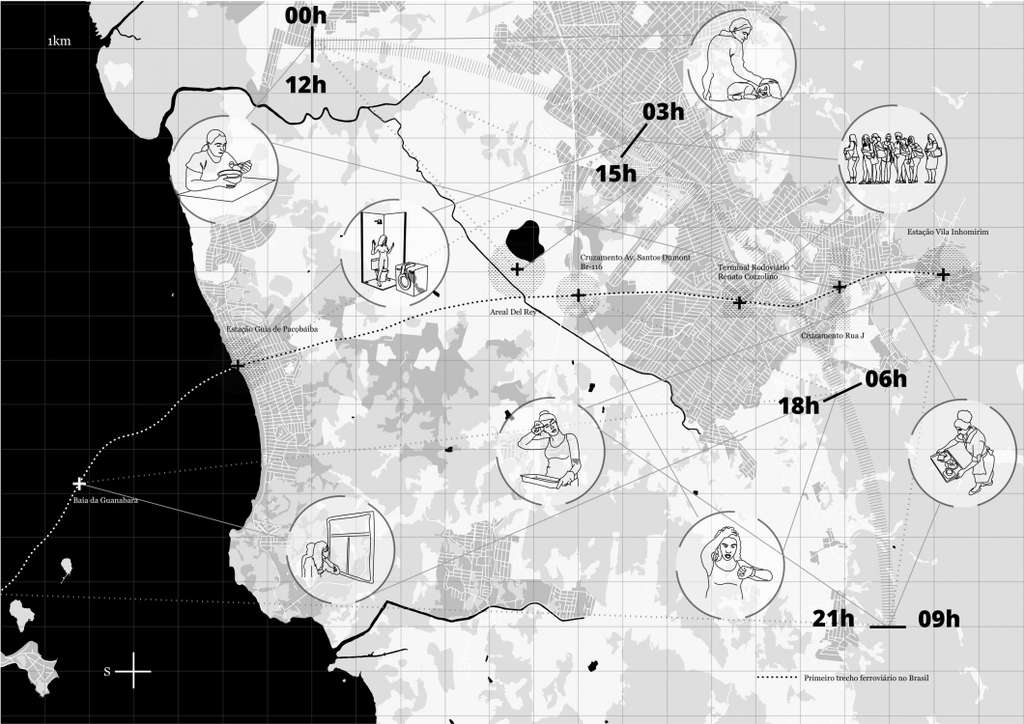 00h
1km
12h
03h
15h
Estação Vila Inhomirim
Cruzamento Av. Santos Dumont
Br-116
Terminal Rodoviário
Renato Cozzolino
Areal Del Rey
Estação Guia de Pacobaíba
Cruzamento Rua J
06h
18h
Baia da Guanabara
21h
09h
S
Primeiro trecho ferroviário no Brasil